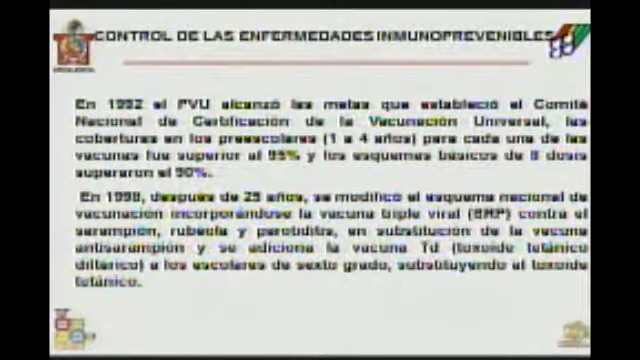 CONTROL DE LAS ENFERMEDADES INMUNOPREVENIBLES
En 1992 el PVU alcanzó las metas que estableció el Comité
Nacional de Certificación de la Vacunación Universal, las
coberturas en los preescolares (1 a 4 años) para cada una de las
vacunas fue superior al 95% y los esquemas básicos de 8 dosis
superaron el 90%.
En 1998, después de 25 años, se modificó el esquema nacional de
vacunación incorporándose la vacuna triple viral (SRP) contra el
sarampión, rubéola y parotiditis, en substitución de la vacuna
antisarampión y se adiciona la vacuna Td (toxoide tetánico
diftérico) a los escolares de sexto grado, substituyendo al toxoide
tetánico.